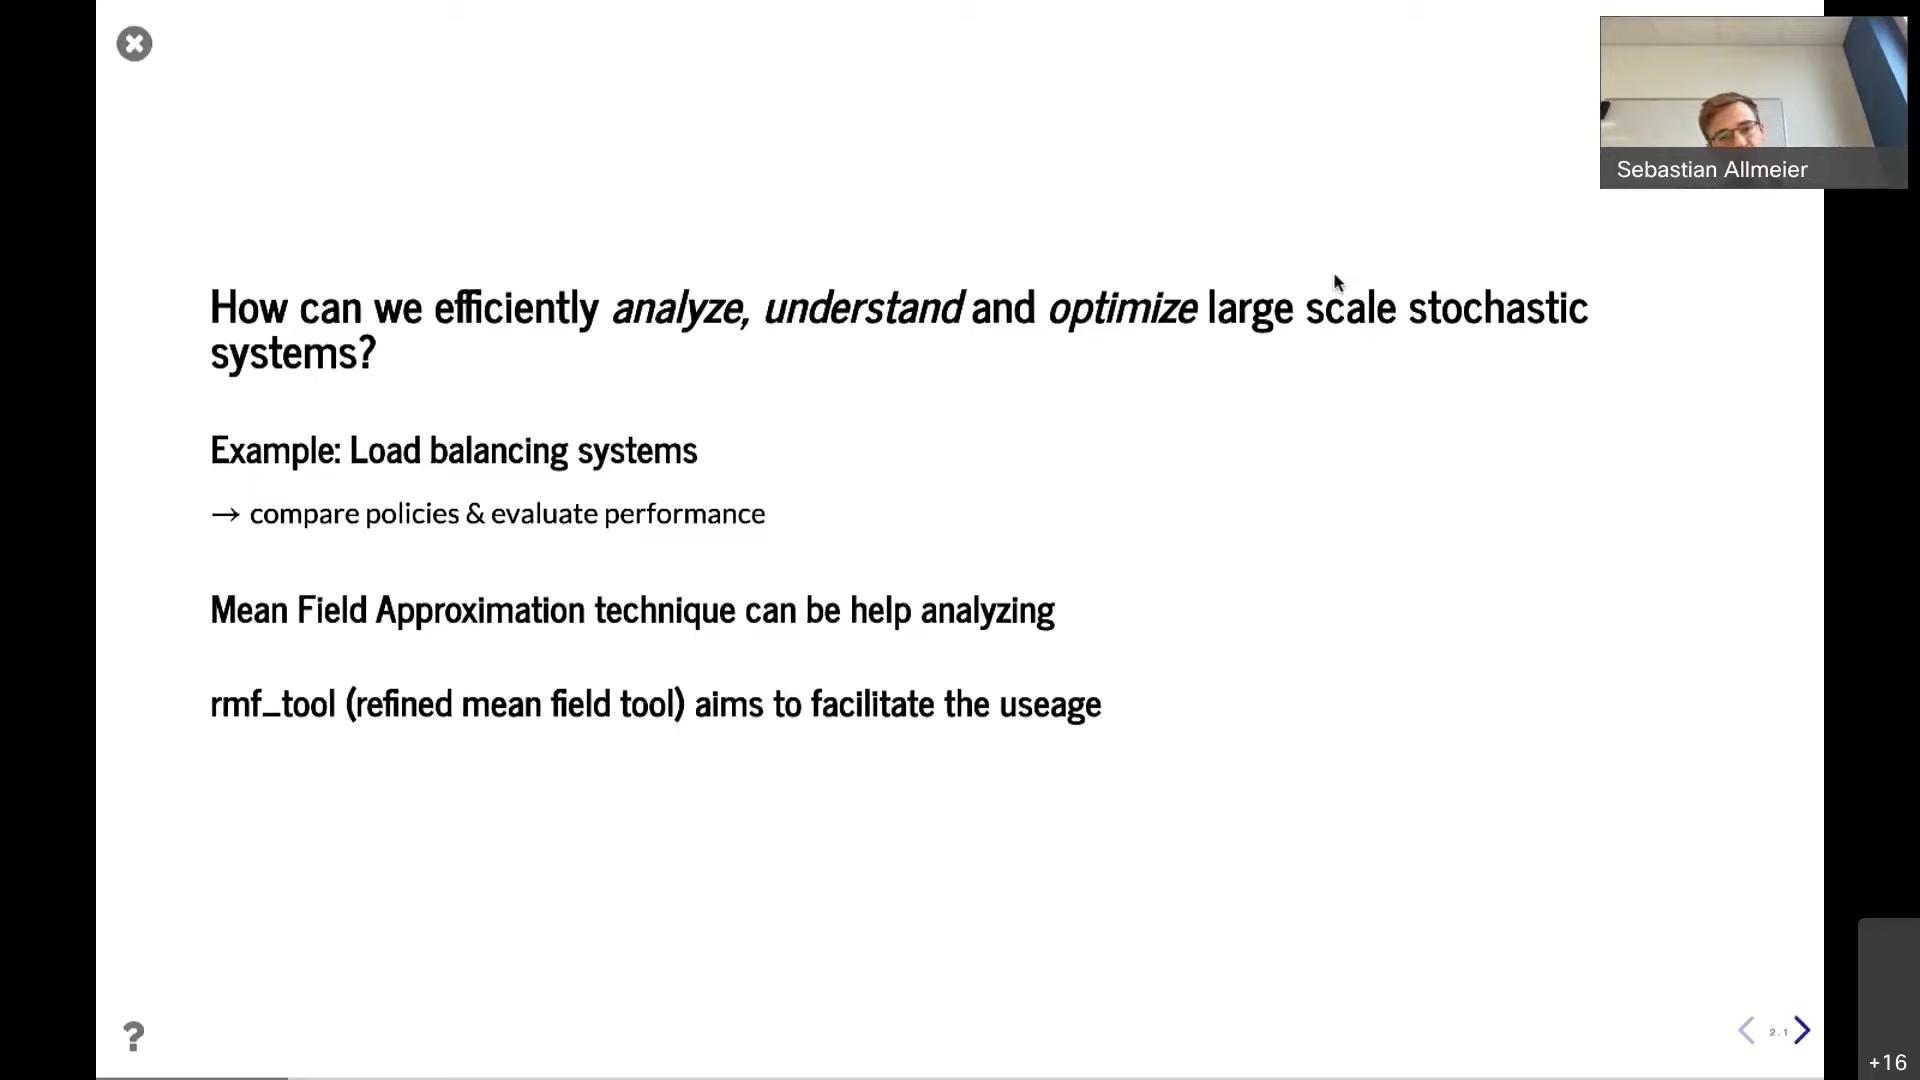 Sebastian Allmeier
How can we efficiently analyze, understand and optimize large scale stochastic
systems?
Example: Load balancing systems
→ compare policies & evaluate performance
Mean Field Approximation technique can be help analyzing
rmf_tool (refined mean field tool) aims to facilitate the useage
?
2.1
+16